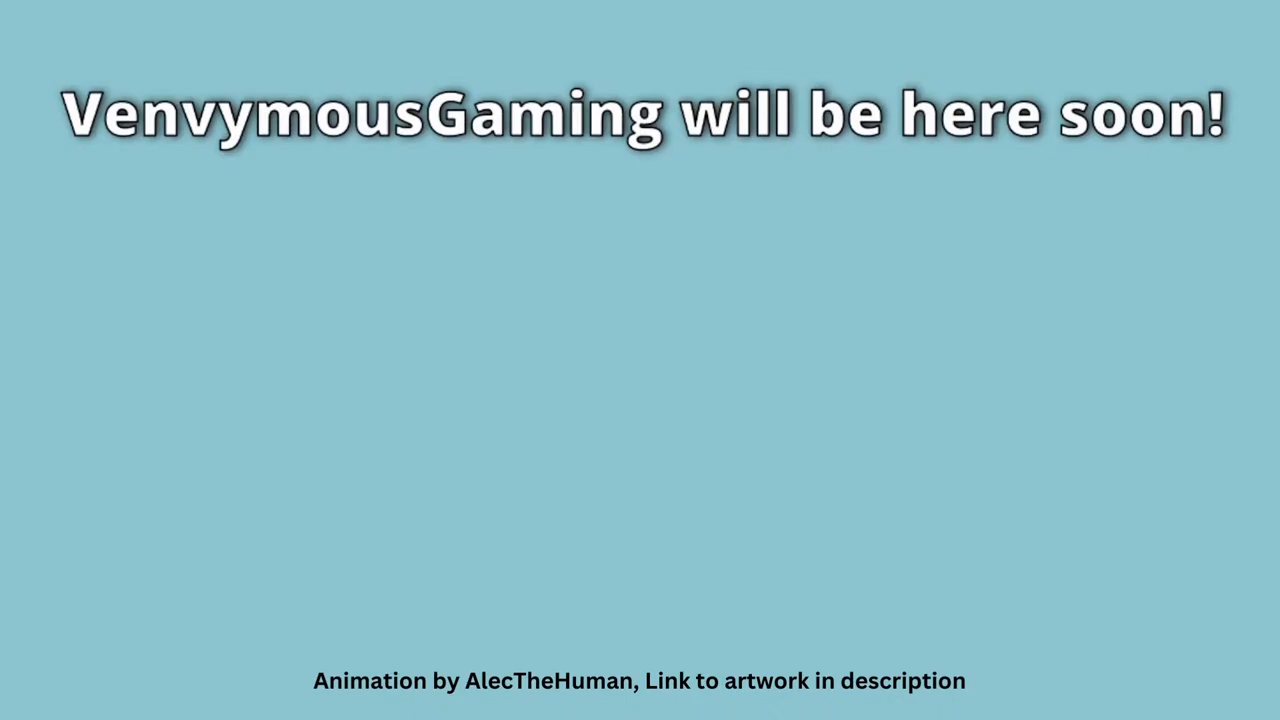 VenvymousGaming will be here soon!
Animation by AlecTheHuman, Link to artwork in description